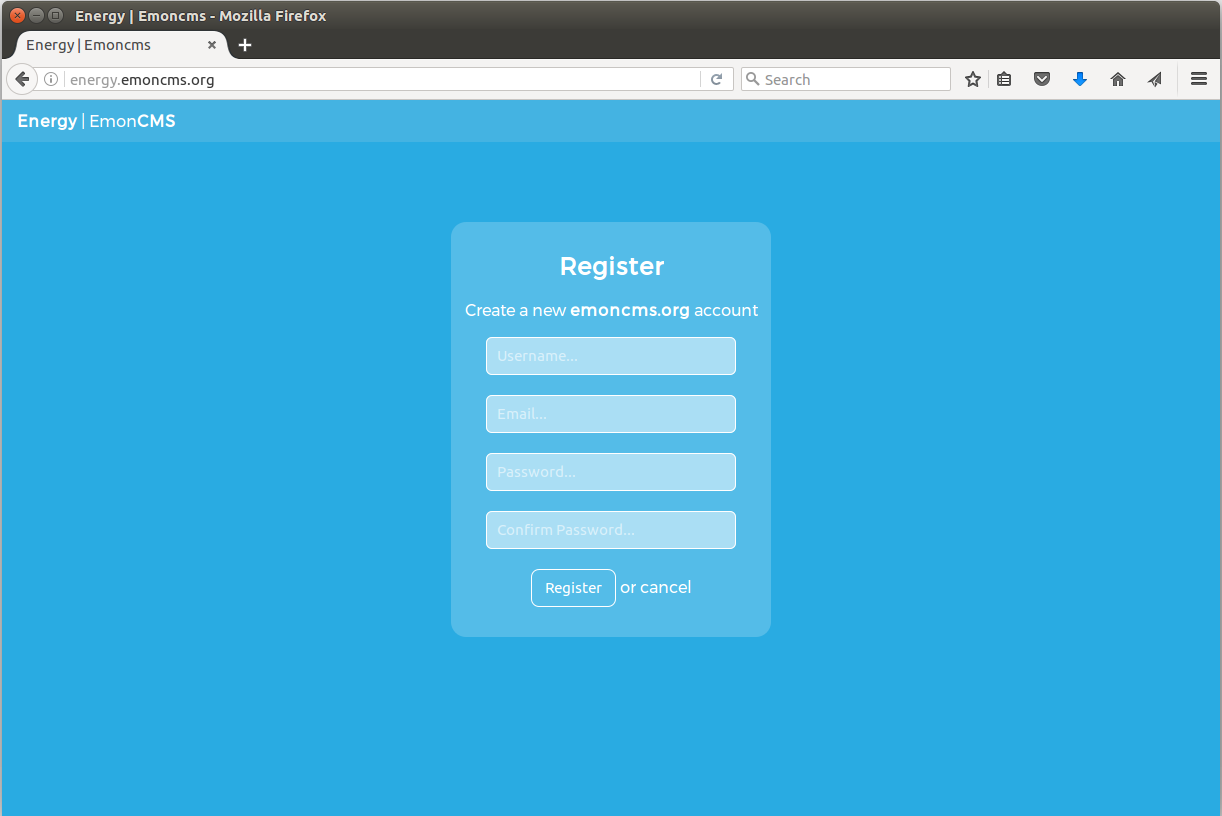 Energy | Emoncms - Mozilla Firefox
Energy | Emoncms
energy.emoncms.org
Search
Energy | EmonCMS
Register
Create a new emoncms.org account
Username...
Email...
Password...
Confirm Password...
Register or cancel